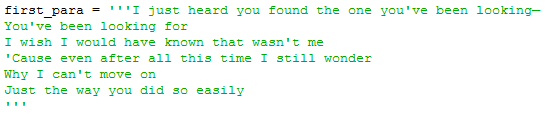 first_para = '''I just heard you found the one you've been looking—
You've been looking for
I wish I would have known that wasn't me
'Cause even after all this time I still wonder
Why I can't move on
Just the way you did so easily
'''